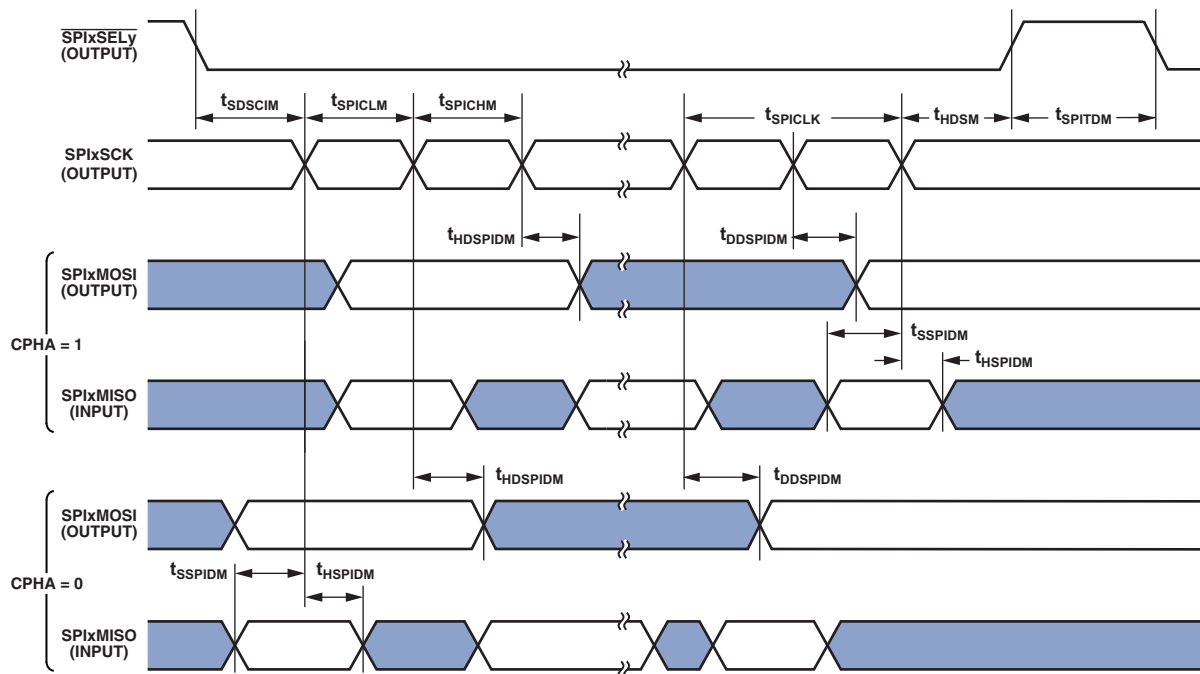 SPIxSELy
(OUTPUT)
tSDSCIM tSPICLM tSPICHM tSPICLK tHDSM tSPITDM
SPIxSCK
(OUTPUT)
tHDSPIDM tDDSPIDM
SPIxMOSI
(OUTPUT)
tSSPIDM
CPHA = 1
tHSPIDM
SPIxMISO
(INPUT)
tHDSPIDM tDDSPIDM
SPIxMOSI
(OUTPUT)
tSSPIDM tHSPIDM
CPHA = 0
SPIxMISO
(INPUT)